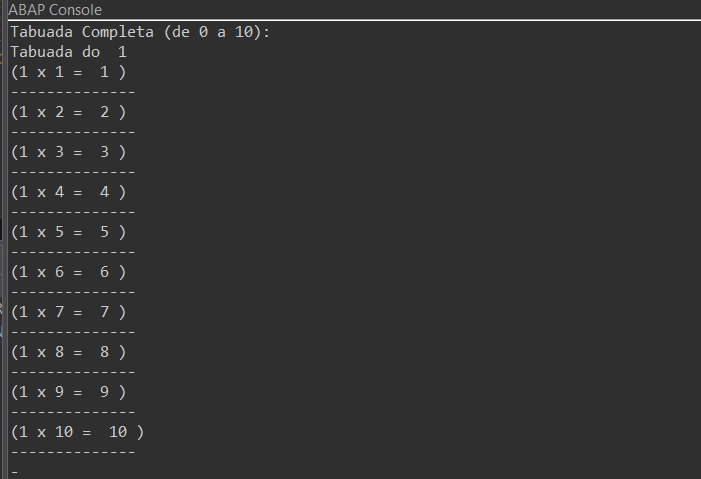 ABAP Console
Tabuada Completa (de 0 a 10):
Tabuada do  1
(1 x 1 =  1 )
--------------
(1 x 2 =  2 )
--------------
(1 x 3 =  3 )
--------------
(1 x 4 =  4 )
--------------
(1 x 5 =  5 )
--------------
(1 x 6 =  6 )
--------------
(1 x 7 =  7 )
--------------
(1 x 8 =  8 )
--------------
(1 x 9 =  9 )
--------------
(1 x 10 =  10 )
--------------
-